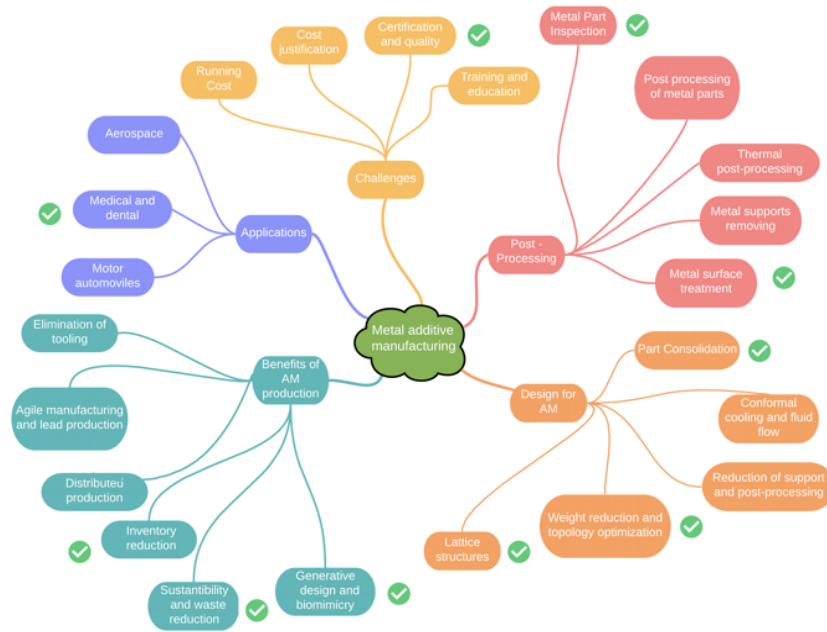 Metal additive
manufacturing
Challenges
Running
Cost
Cost
justification
Certification
and quality
Training and
education
Post -
Processing
Metal Part
Inspection
Post processing
of metal parts
Thermal
post-processing
Metal supports
removing
Metal surface
treatment
Applications
Aerospace
Medical and
dental
Motor
automoviles
Benefits of
AM
production
Elimination of
tooling
Agile manufacturing
and lead production
Distributed
production
Inventory
reduction
Sustantibility
and waste
reduction
Generative
design and
biomimicry
Design for
AM
Part Consolidation
Conformal
cooling and fluid
flow
Reduction of support
and post-processing
Weight reduction and
topology optimization
Lattice
structures